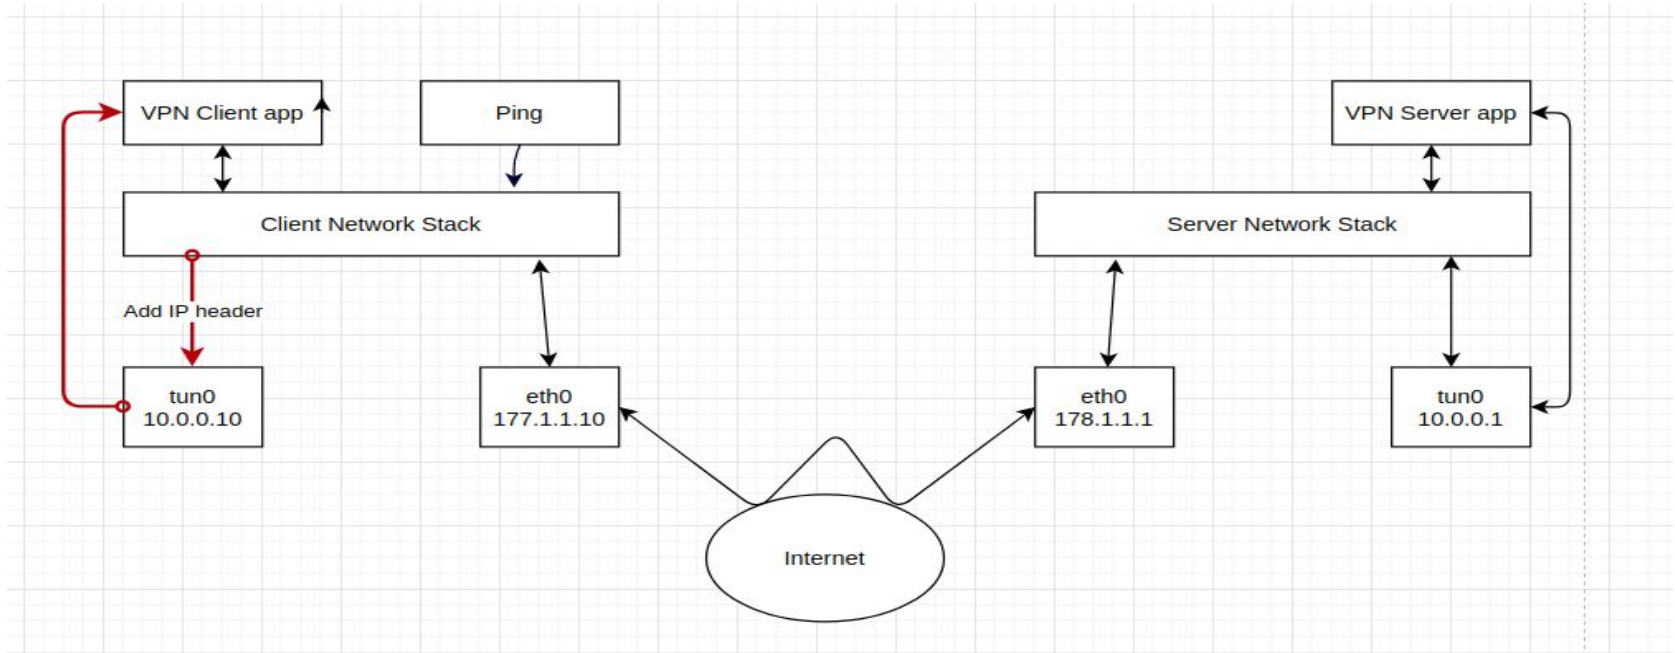 VPN Client app
Ping
VPN Server app
Client Network Stack
Server Network Stack
Add IP header
tun0
10.0.0.10
eth0
177.1.1.10
eth0
178.1.1.1
tun0
10.0.0.1
Internet